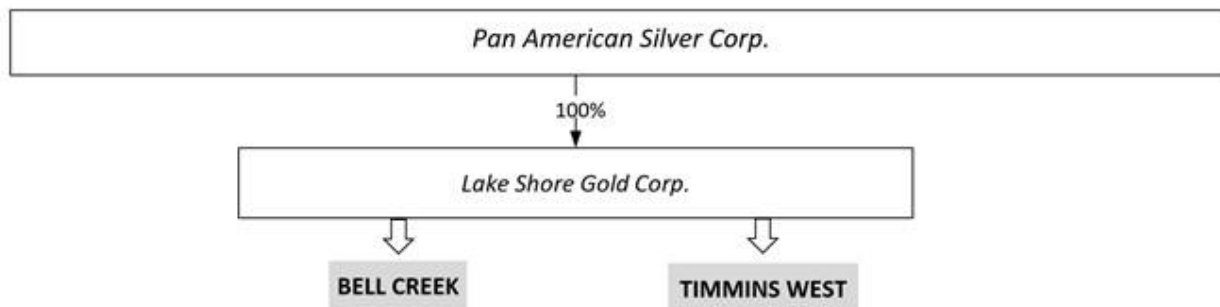 Pan American Silver Corp.
100%
Lake Shore Gold Corp.
BELL CREEK
TIMMINS WEST